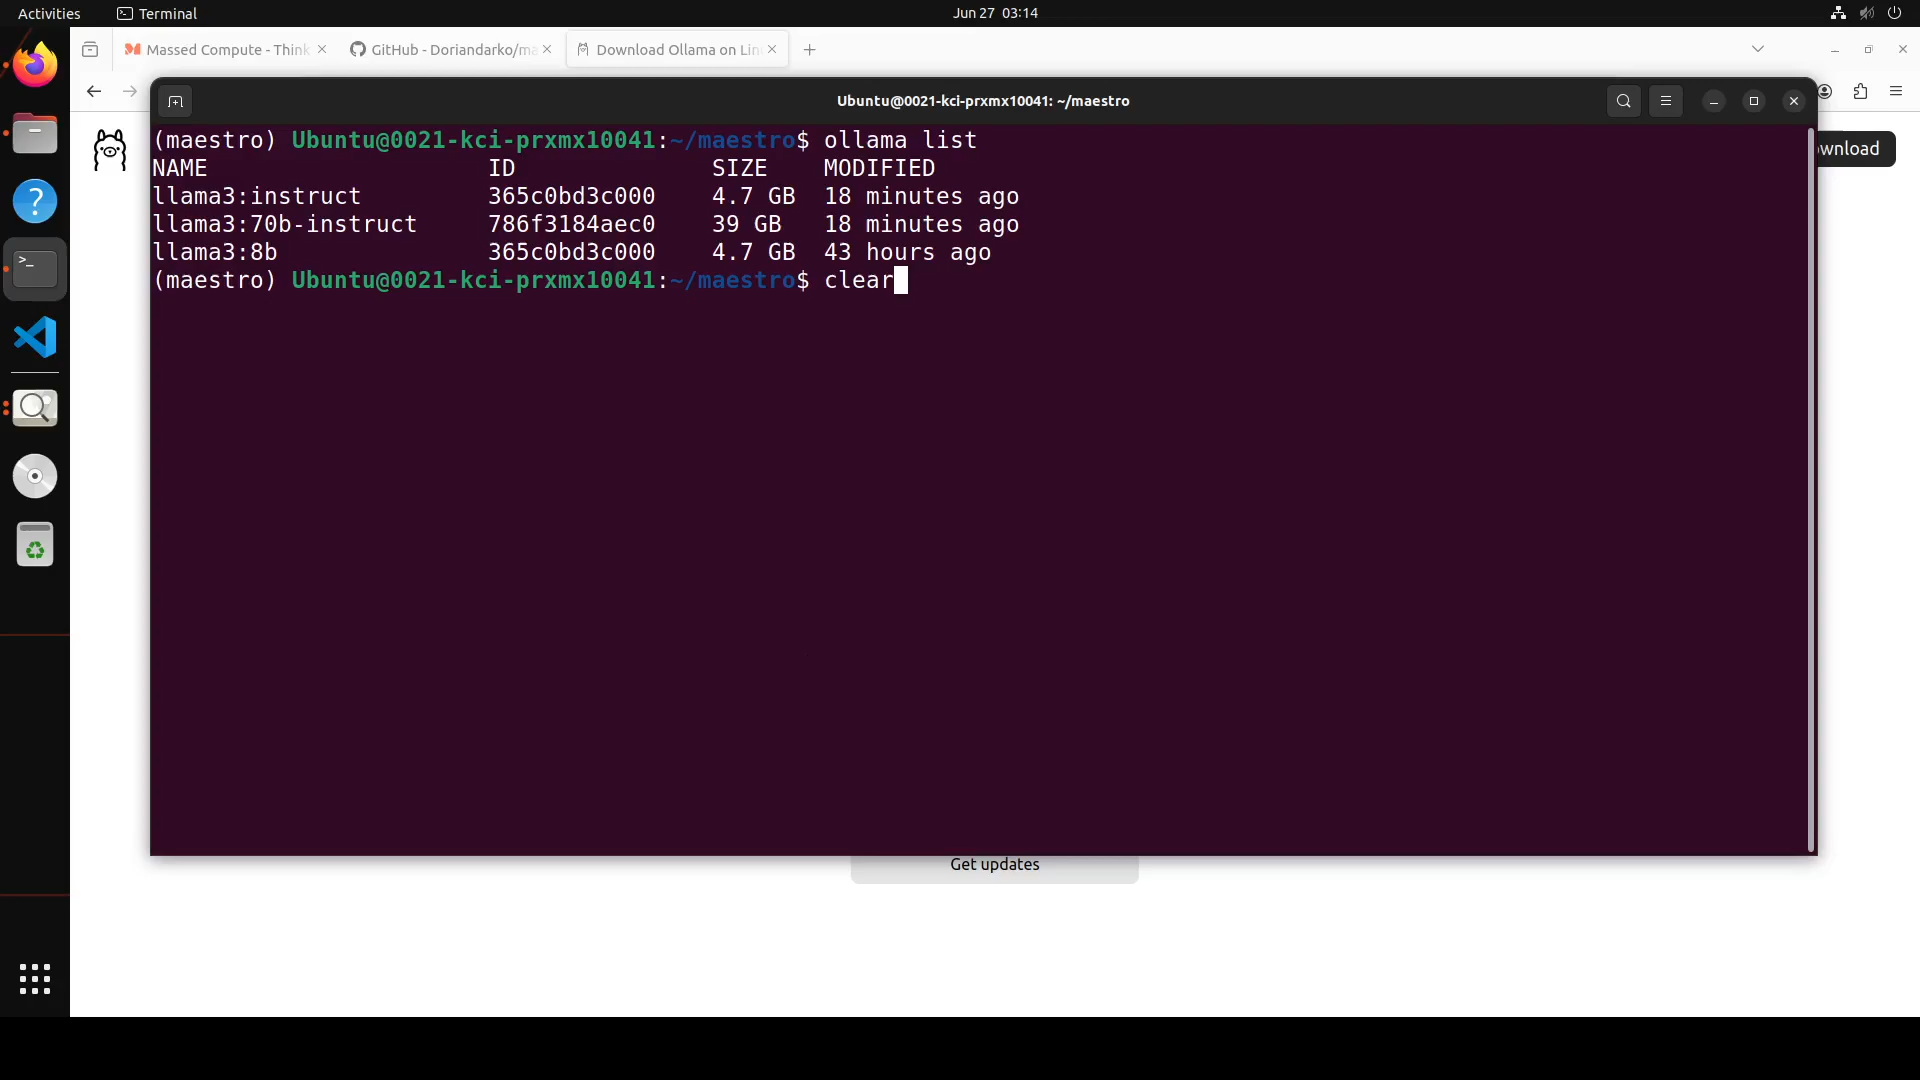 Activities
Terminal
Jun 27 03:14
Massed Compute - Think
GitHub - Doriandarko/ma
Download Ollama on Lin
Ubuntu@0021-kci-prxmx10041: ~/maestro
wnload
(maestro) Ubuntu@0021-kci-prxmx10041:~/maestro$ ollama list
NAME ID SIZE MODIFIED
llama3:instruct 365c0bd3c000 4.7 GB 18 minutes ago
llama3:70b-instruct 786f3184aec0 39 GB 18 minutes ago
llama3:8b 365c0bd3c000 4.7 GB 43 hours ago
(maestro) Ubuntu@0021-kci-prxmx10041:~/maestro$ clear
Get updates